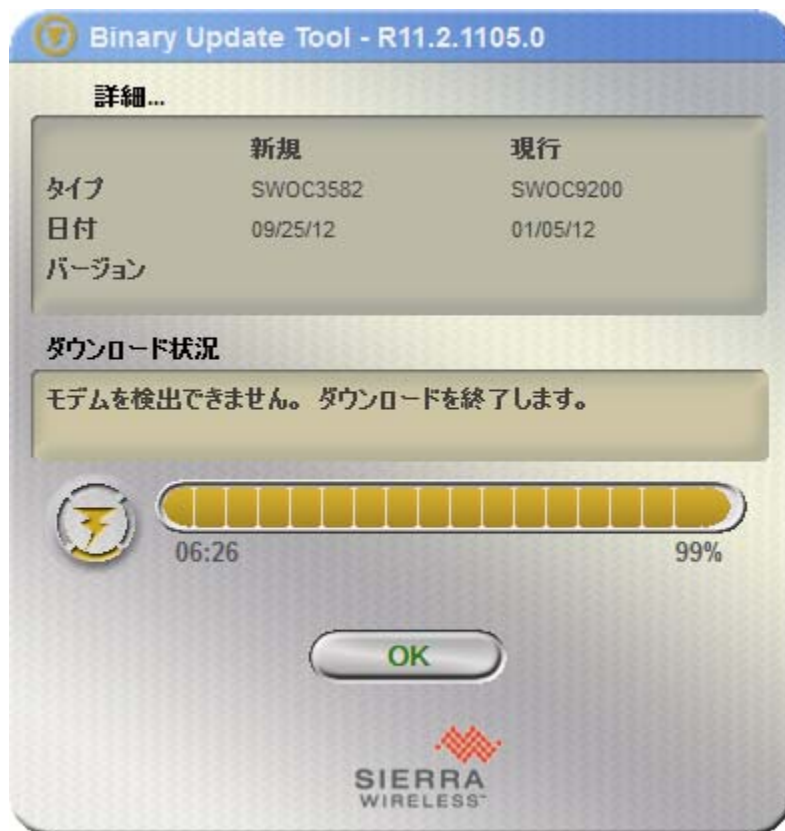 Binary Update Tool - R11.2.1105.0
詳細...
新規 現行
タイプ SWOC3582 SWOC9200
日付 09/25/12 01/05/12
バージョン
ダウンロード状況
モデムを検出できません。ダウンロードを終了します。
06:26 99%
OK
SIERRA
WIRELESS™